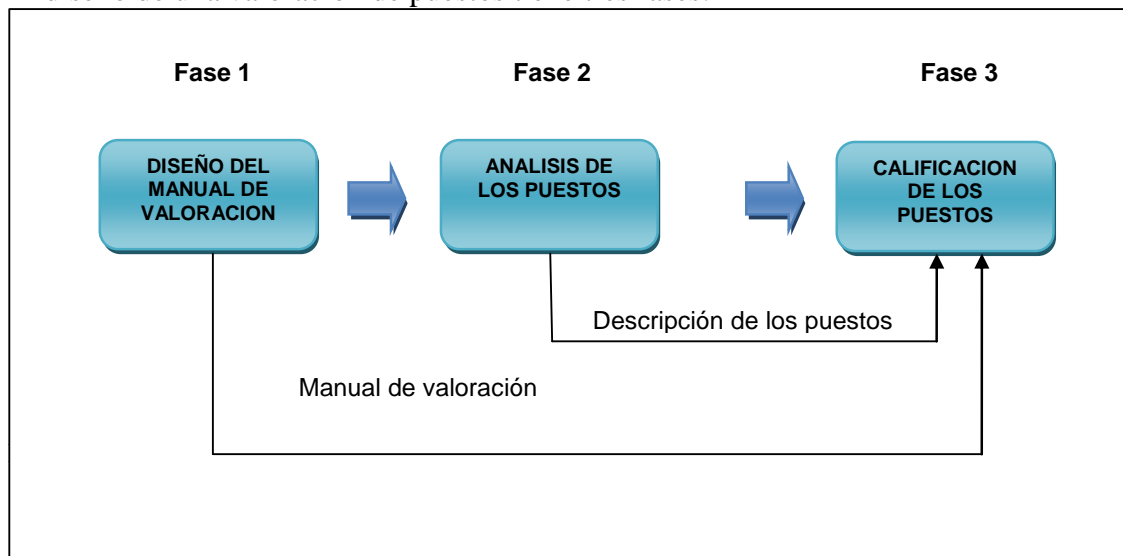 Fase 1
Fase 2
Fase 3
DISEÑO DEL
MANUAL DE
VALORACION
ANALISIS DE
LOS PUESTOS
CALIFICACION
DE LOS
PUESTOS
Descripción de los puestos
Manual de valoración